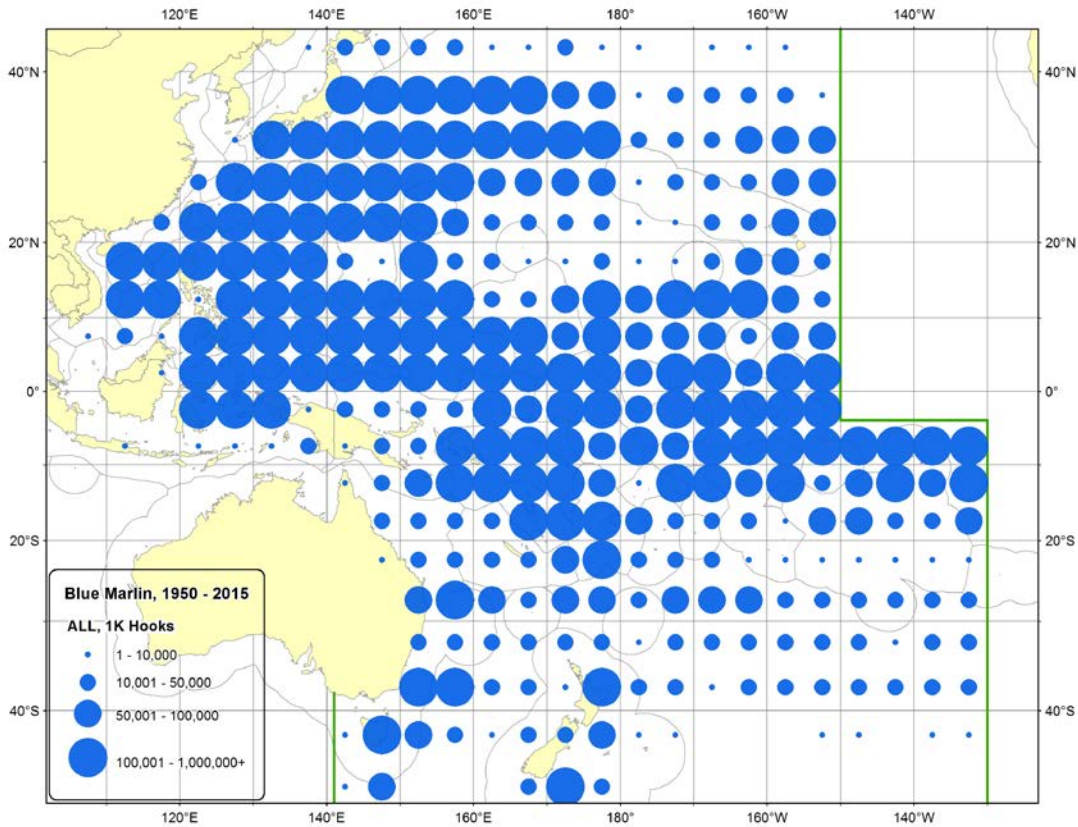 120°E 140°E 160°E 180° 160°W 140°W
40°N 40°N
20°N 20°N
0° 0°
20°S 20°S
Blue Marlin, 1950 - 2015
ALL, 1K Hooks
1 - 10,000
10,001 - 50,000
50,001 - 100,000
40°S 40°S
100,001 - 1,000,000+
120°E 140°E 160°E 180° 160°W 140°W